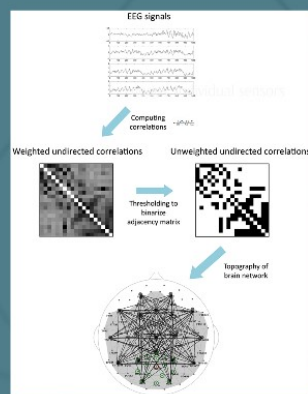 EEG signals
Computing
correlations
Weighted undirected correlations
Unweighted undirected correlations
Thresholding to
binarize
adjacency matrix
Topography of
brain network